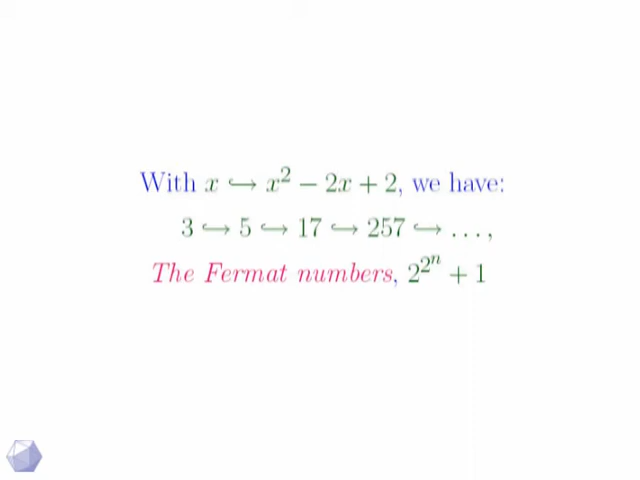 With x ↪ x² − 2x + 2, we have:
3 ↪ 5 ↪ 17 ↪ 257 ↪ …,
The Fermat numbers, 2^{2^n} + 1